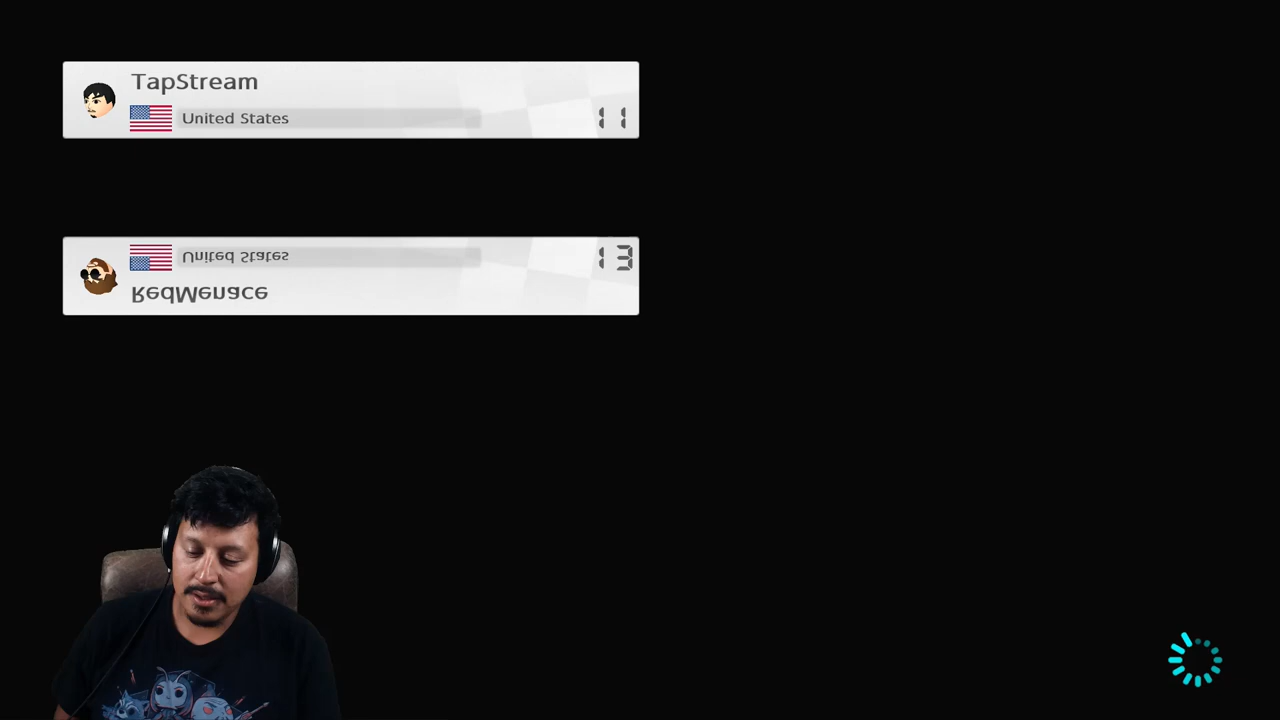 TapStream
United States
11
United States
13
RedMenace